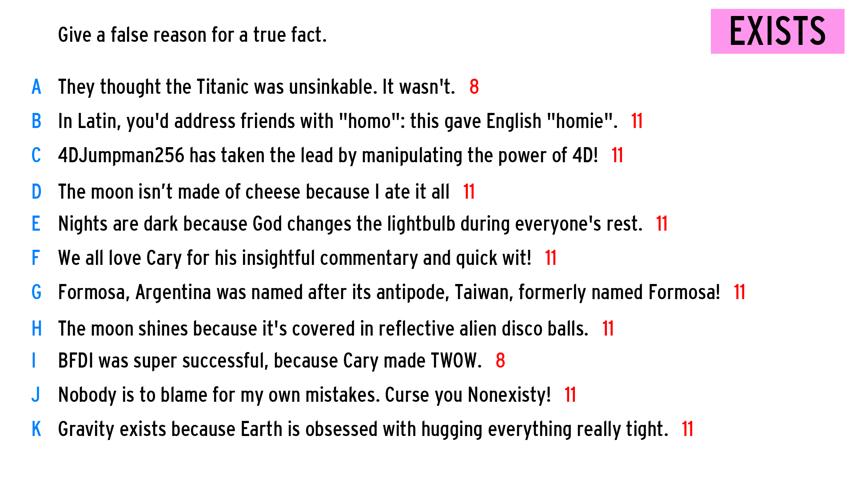 Give a false reason for a true fact.
EXISTS
A They thought the Titanic was unsinkable. It wasn't. 8
B In Latin, you'd address friends with "homo": this gave English "homie". 11
C 4DJumpman256 has taken the lead by manipulating the power of 4D! 11
D The moon isn’t made of cheese because I ate it all 11
E Nights are dark because God changes the lightbulb during everyone's rest. 11
F We all love Cary for his insightful commentary and quick wit! 11
G Formosa, Argentina was named after its antipode, Taiwan, formerly named Formosa! 11
H The moon shines because it's covered in reflective alien disco balls. 11
I BFDI was super successful, because Cary made TWOW. 8
J Nobody is to blame for my own mistakes. Curse you Nonexisty! 11
K Gravity exists because Earth is obsessed with hugging everything really tight. 11